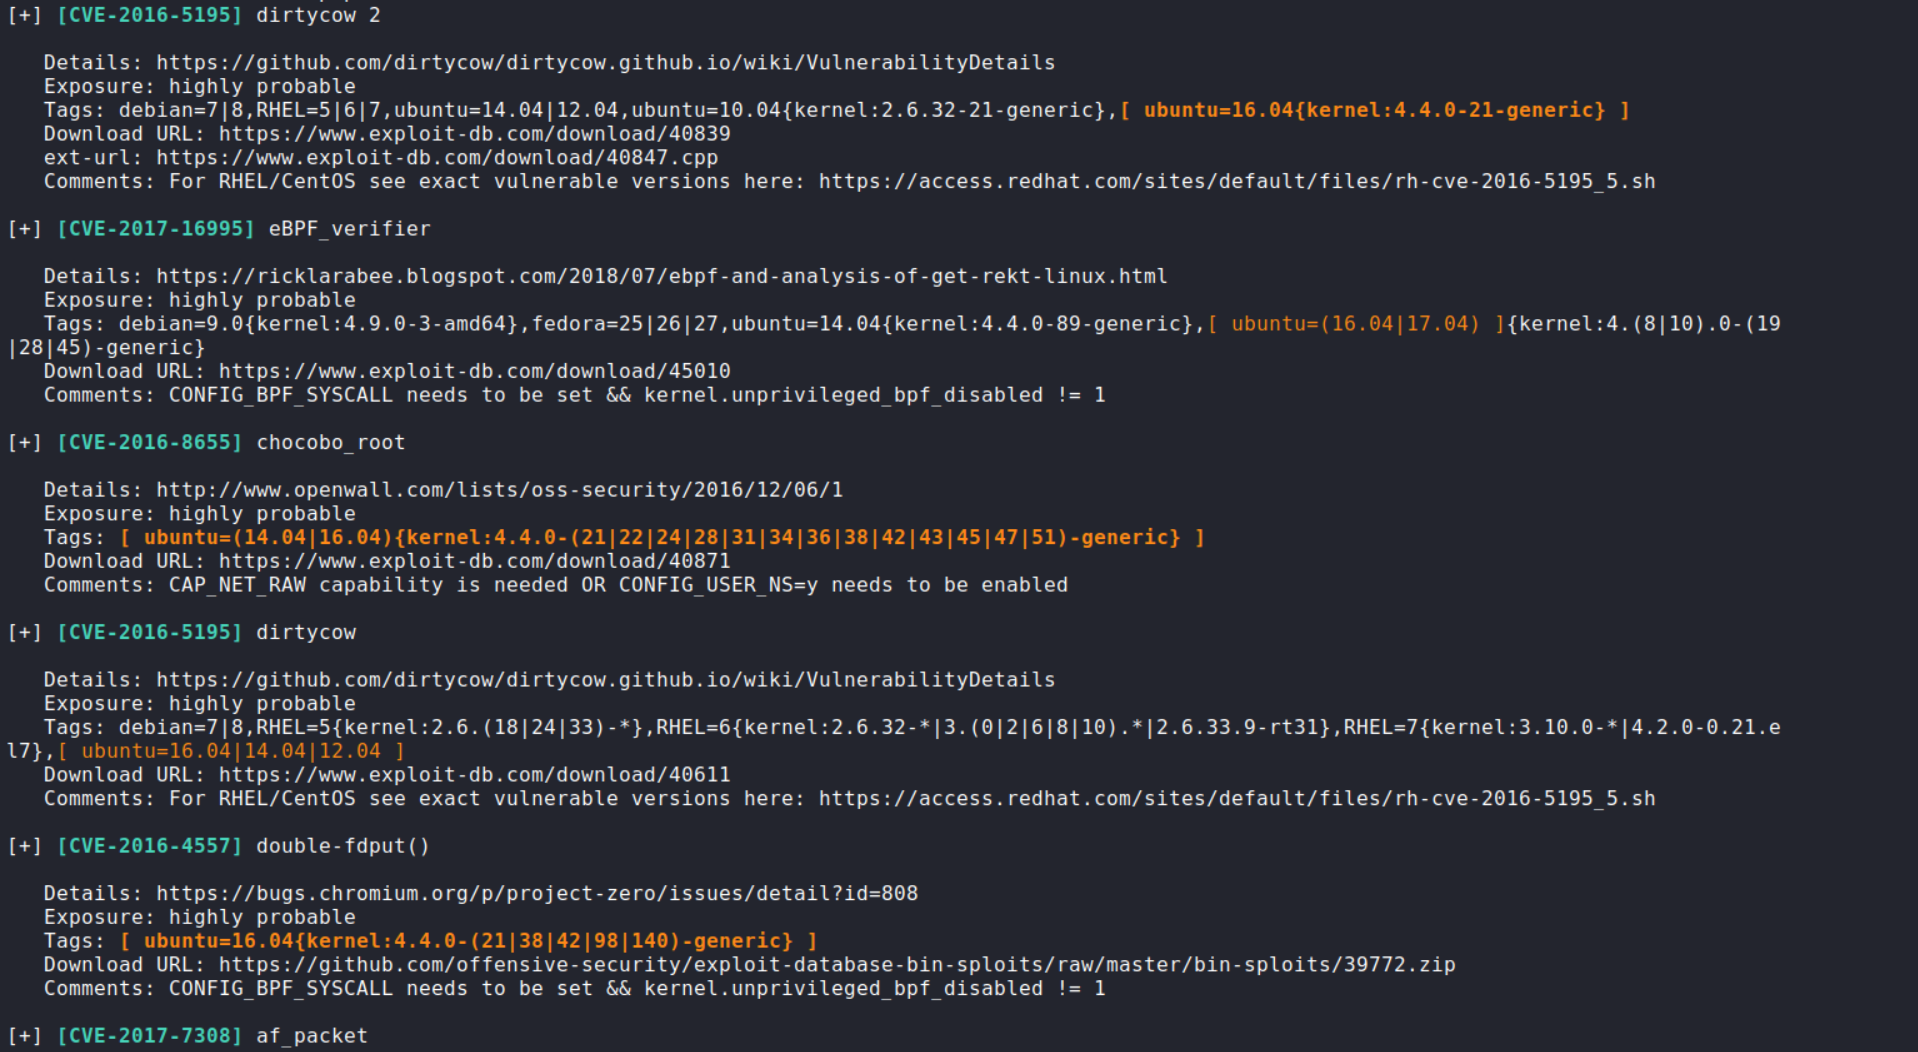 [+] [CVE-2016-5195] dirtycow 2
Details: https://github.com/dirtycow/dirtycow.github.io/wiki/VulnerabilityDetails
Exposure: highly probable
Tags: debian=7|8,RHEL=5|6|7,ubuntu=14.04|12.04,ubuntu=10.04{kernel:2.6.32-21-generic},[ ubuntu=16.04{kernel:4.4.0-21-generic} ]
Download URL: https://www.exploit-db.com/download/40839
ext-url: https://www.exploit-db.com/download/40847.cpp
Comments: For RHEL/CentOS see exact vulnerable versions here: https://access.redhat.com/sites/default/files/rh-cve-2016-5195_5.sh
[+] [CVE-2017-16995] eBPF_verifier
Details: https://ricklarabee.blogspot.com/2018/07/ebpf-and-analysis-of-get-rekt-linux.html
Exposure: highly probable
Tags: debian=9.0{kernel:4.9.0-3-amd64},fedora=25|26|27,ubuntu=14.04{kernel:4.4.0-89-generic},[ ubuntu=(16.04|17.04) ]{kernel:4.(8|10).0-(19
|28|45)-generic}
Download URL: https://www.exploit-db.com/download/45010
Comments: CONFIG_BPF_SYSCALL needs to be set && kernel.unprivileged_bpf_disabled != 1
[+] [CVE-2016-8655] chocobo_root
Details: http://www.openwall.com/lists/oss-security/2016/12/06/1
Exposure: highly probable
Tags: [ ubuntu=(14.04|16.04){kernel:4.4.0-(21|22|24|28|31|34|36|38|42|43|45|47|51)-generic} ]
Download URL: https://www.exploit-db.com/download/40871
Comments: CAP_NET_RAW capability is needed OR CONFIG_USER_NS=y needs to be enabled
[+] [CVE-2016-5195] dirtycow
Details: https://github.com/dirtycow/dirtycow.github.io/wiki/VulnerabilityDetails
Exposure: highly probable
Tags: debian=7|8,RHEL=5{kernel:2.6.(18|24|33)-*},RHEL=6{kernel:2.6.32-*|3.(0|2|6|8|10).*|2.6.33.9-rt31},RHEL=7{kernel:3.10.0-*|4.2.0-0.21.e
l7},[ ubuntu=16.04|14.04|12.04 ]
Download URL: https://www.exploit-db.com/download/40611
Comments: For RHEL/CentOS see exact vulnerable versions here: https://access.redhat.com/sites/default/files/rh-cve-2016-5195_5.sh
[+] [CVE-2016-4557] double-fdput()
Details: https://bugs.chromium.org/p/project-zero/issues/detail?id=808
Exposure: highly probable
Tags: [ ubuntu=16.04{kernel:4.4.0-(21|38|42|98|140)-generic} ]
Download URL: https://github.com/offensive-security/exploit-database-bin-sploits/raw/master/bin-sploits/39772.zip
Comments: CONFIG_BPF_SYSCALL needs to be set && kernel.unprivileged_bpf_disabled != 1
[+] [CVE-2017-7308] af_packet